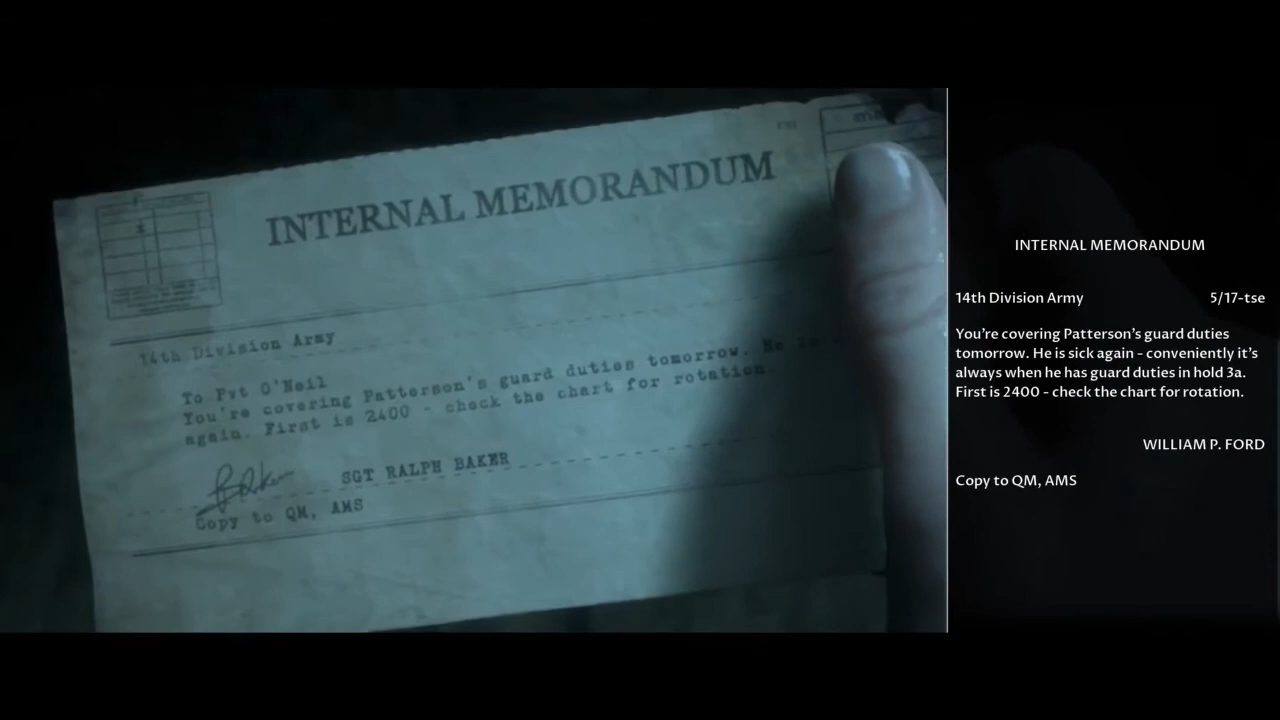 INTERNAL MEMORANDUM
14th Division Army
To Pvt O'Neil
You're covering Patterson's guard duties tomorrow. He is
again. First is 2400 - check the chart for rotation.
SGT RALPH BAKER
Copy to QM, AMS
INTERNAL MEMORANDUM
14th Division Army 5/17-tse
You're covering Patterson's guard duties
tomorrow. He is sick again - conveniently it's
always when he has guard duties in hold 3a.
First is 2400 - check the chart for rotation.
WILLIAM P. FORD
Copy to QM, AMS